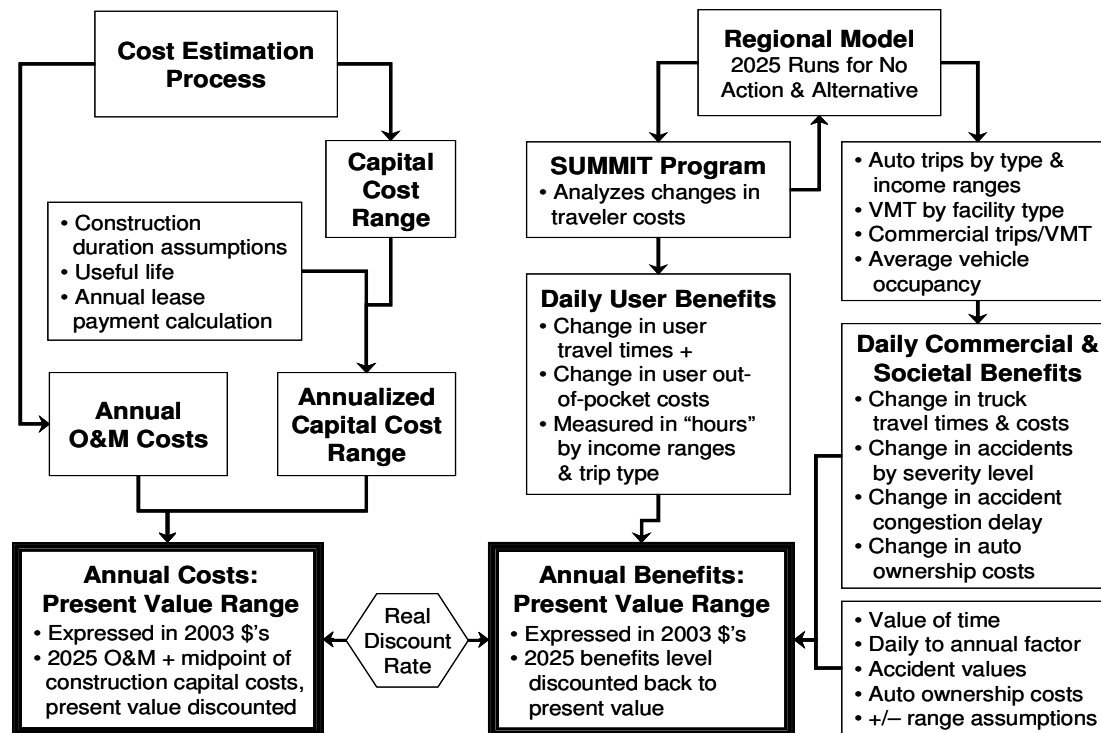 Cost Estimation
Process
Capital
Cost
Range
• Construction
duration assumptions
• Useful life
• Annual lease
payment calculation
Annual
O&M Costs
Annualized
Capital Cost
Range
Annual Costs:
Present Value Range
• Expressed in 2003 $'s
• 2025 O&M + midpoint of
construction capital costs,
present value discounted
Real
Discount
Rate
Regional Model
2025 Runs for No
Action & Alternative
SUMMIT Program
• Analyzes changes in
traveler costs
Daily User Benefits
• Change in user
travel times +
• Change in user out-
of-pocket costs
• Measured in “hours”
by income ranges
& trip type
Annual Benefits:
Present Value Range
• Expressed in 2003 $'s
• 2025 benefits level
discounted back to
present value
• Auto trips by type &
income ranges
• VMT by facility type
• Commercial trips/VMT
• Average vehicle
occupancy
Daily Commercial &
Societal Benefits
• Change in truck
travel times & costs
• Change in accidents
by severity level
• Change in accident
congestion delay
• Change in auto
ownership costs
• Value of time
• Daily to annual factor
• Accident values
• Auto ownership costs
• +/– range assumptions